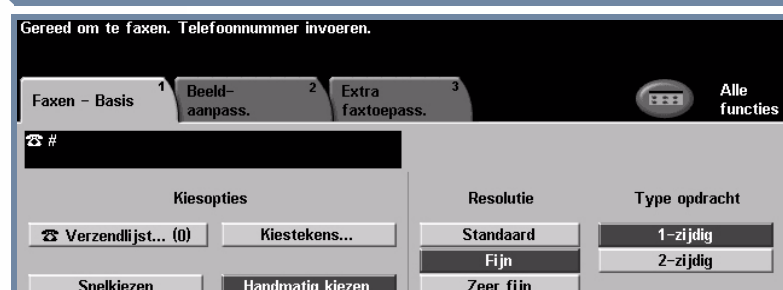 Gereed om te faxen. Telefoonnummer invoeren.
Faxen - Basis 1
Beeld-aanpass. 2
Extra faxtoepass. 3
Alle functies
☎ #
Kiesopties
Resolutie
Type opdracht
☎ Verzendlijst... (0)
Kiestekens...
Standaard
1-zijdig
Fijn
2-zijdig
Snelkiezen
Handmatig kiezen
Zeer fijn